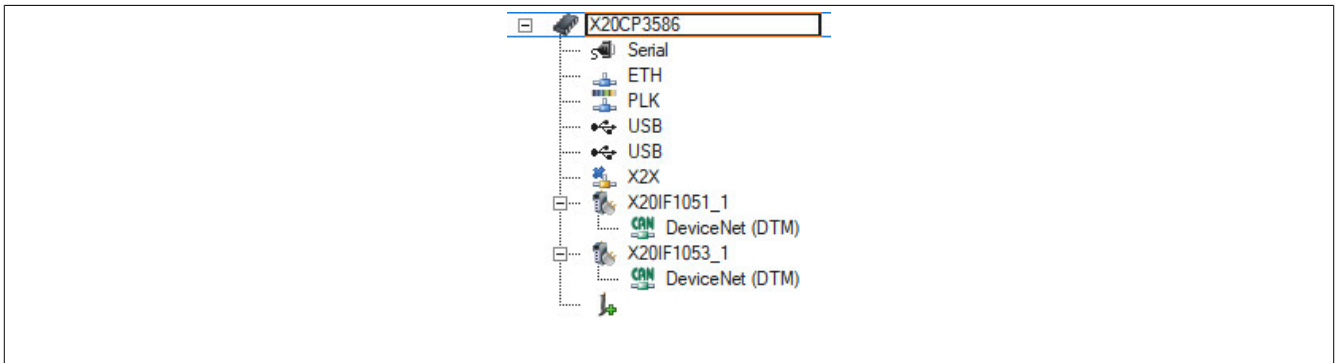 X20CP3586
Serial
ETH
PLK
USB
USB
X2X
X20IF1051_1
CAN DeviceNet (DTM)
X20IF1053_1
CAN DeviceNet (DTM)